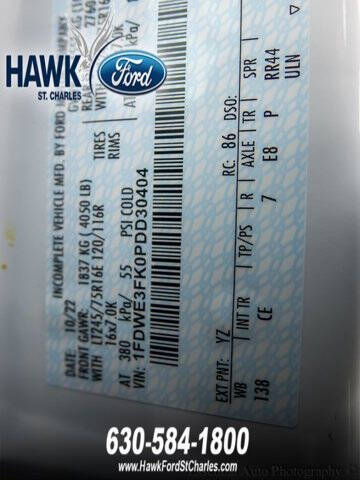 HAWK
ST. CHARLES
Ford
INCOMPLETE VEHICLE MFD. BY FORD
COMPANY
DATE: 10/22
FRONT GAWR: 1837 KG ( 4050 LB)
WITH LT245/75R16E 120/116R TIRES
16x7.0K RIMS
AT 380 kPa/ 55 PSI COLD
VIN: 1FDWE3FK0PDD30404
EXT PNT: YZ RC: 86 DSO:
WB INT TR TP/PS R AXLE TR SPR
138 CE 7 E8 P RR44
ULN
630-584-1800
www.HawkFordStCharles.com
Auto Photography